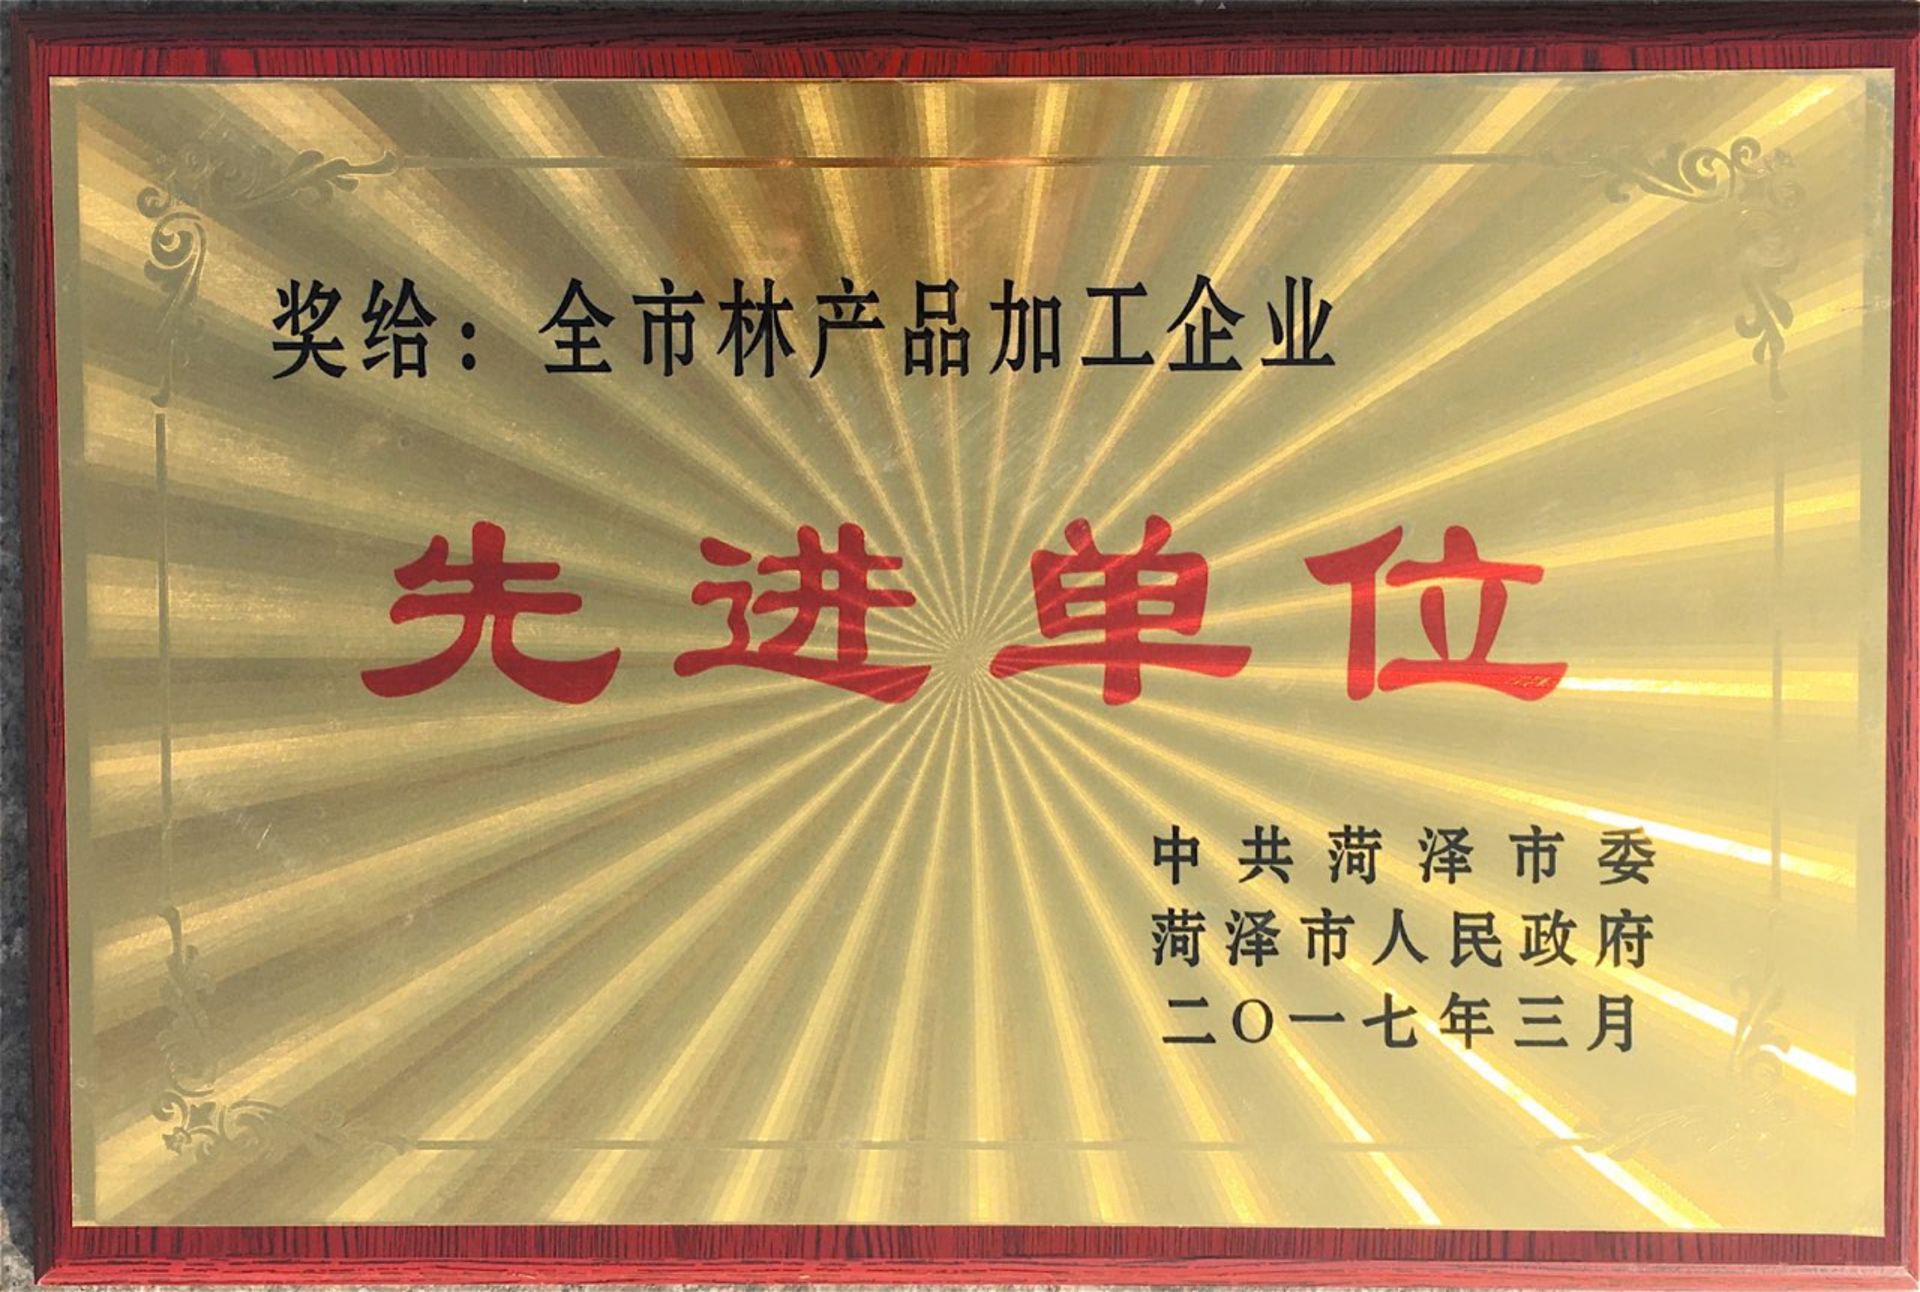 奖给：全市林产品加工企业
先进单位
中共菏泽市委
菏泽市人民政府
二〇一七年三月